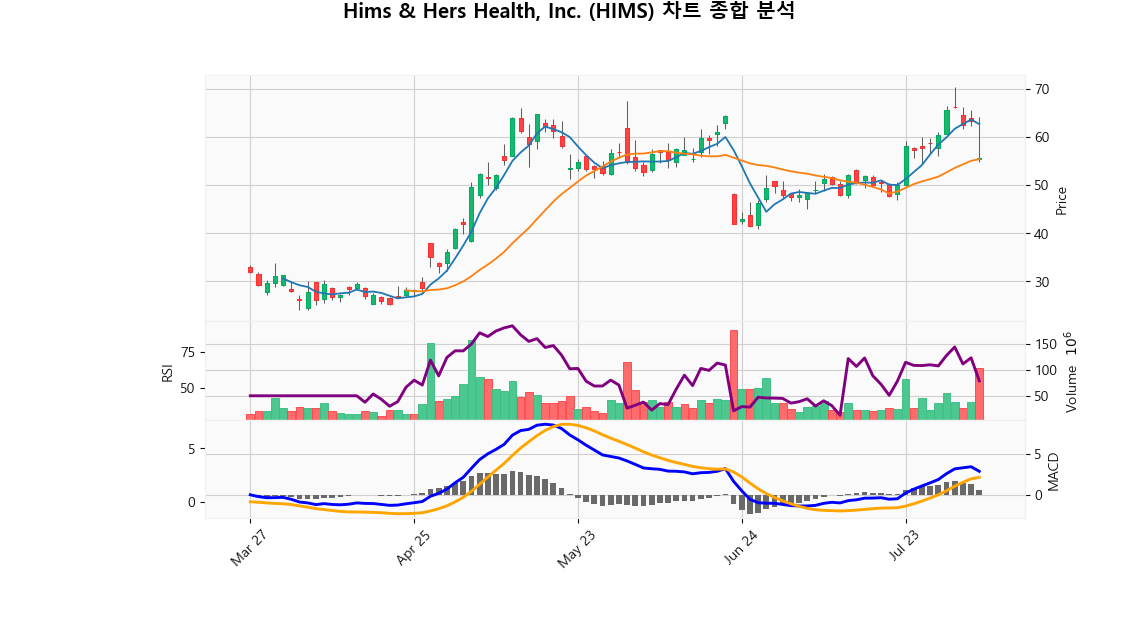 Hims & Hers Health, Inc. (HIMS) 차트 종합 분석
70
60
50
40
30
Price
75
50
RSI
150
100
50
Volume 10^6
5
0
5
0
MACD
Mar 27
Apr 25
May 23
Jun 24
Jul 23